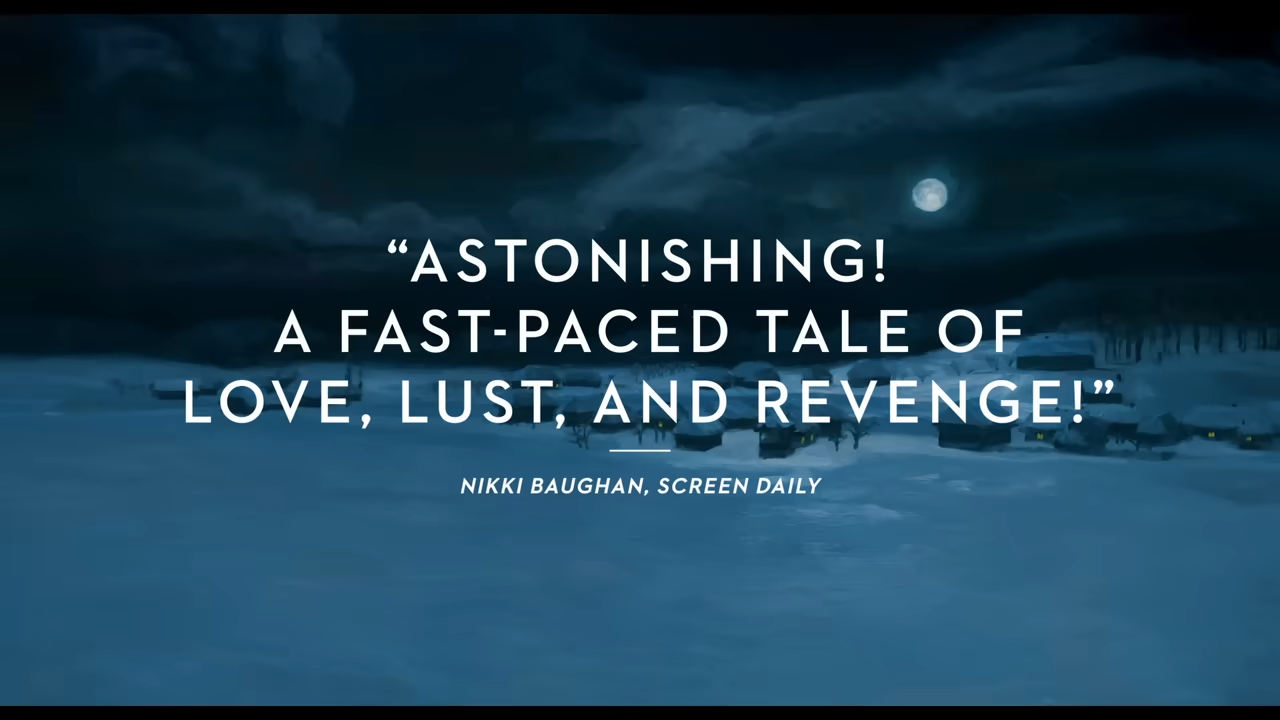 “ASTONISHING!
A FAST-PACED TALE OF
LOVE, LUST, AND REVENGE!”
NIKKI BAUGHAN, SCREEN DAILY